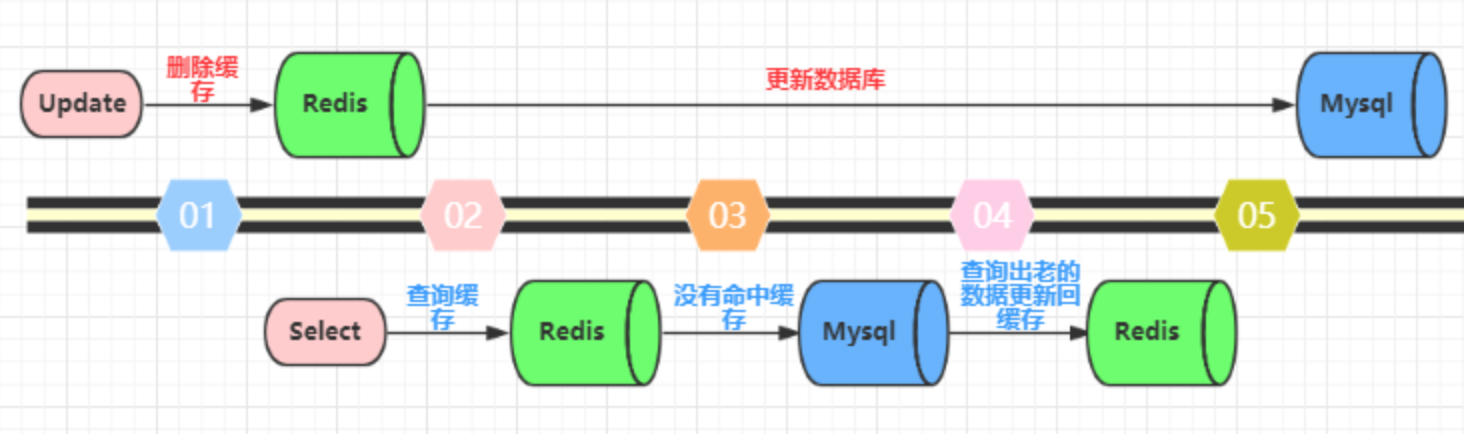 删除缓
存
更新数据库
Update
Redis
Mysql
01
02
03
04
05
查询缓
存
没有命中缓
存
查询出老的
数据更新回
缓存
Select
Redis
Mysql
Redis